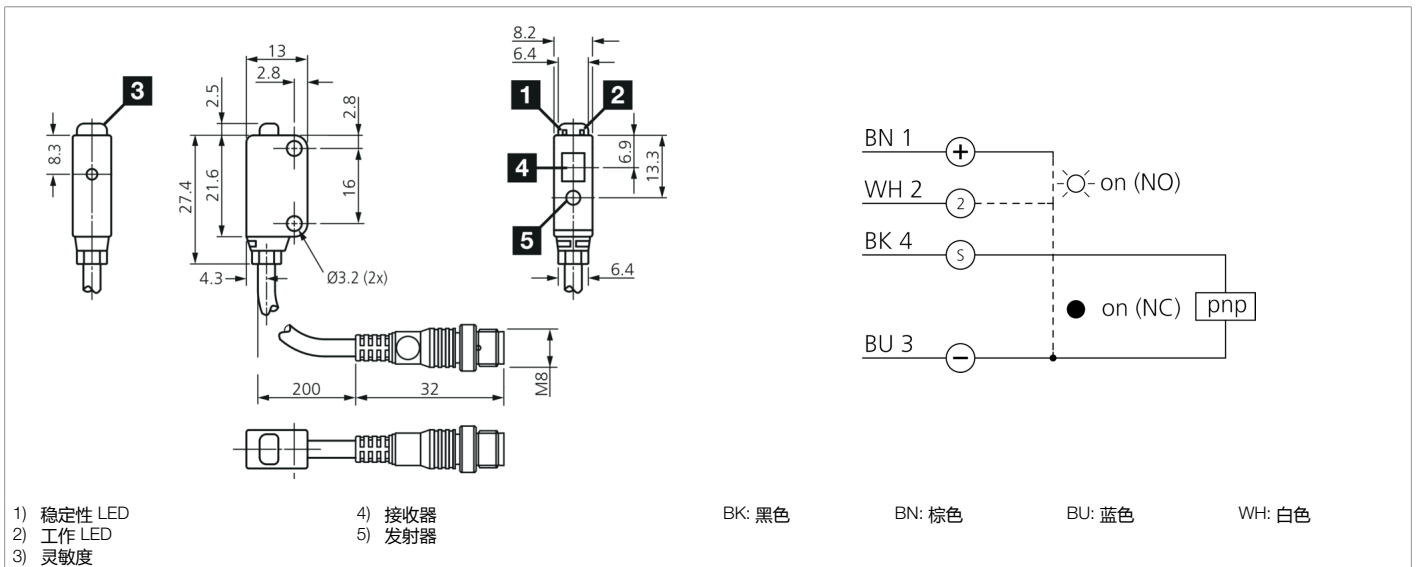 3
8.3
13
2.8
2.5
2.8
27.4
21.6
16
4.3
Ø3.2 (2x)
8.2
6.4
1
2
4
5
6.9
13.3
6.4
200
32
M8
BN 1
+
on (NO)
WH 2
2
BK 4
S
on (NC)
pnp
BU 3
−
1) 稳定性 LED
2) 工作 LED
3) 灵敏度
4) 接收器
5) 发射器
BK: 黑色
BN: 棕色
BU: 蓝色
WH: 白色